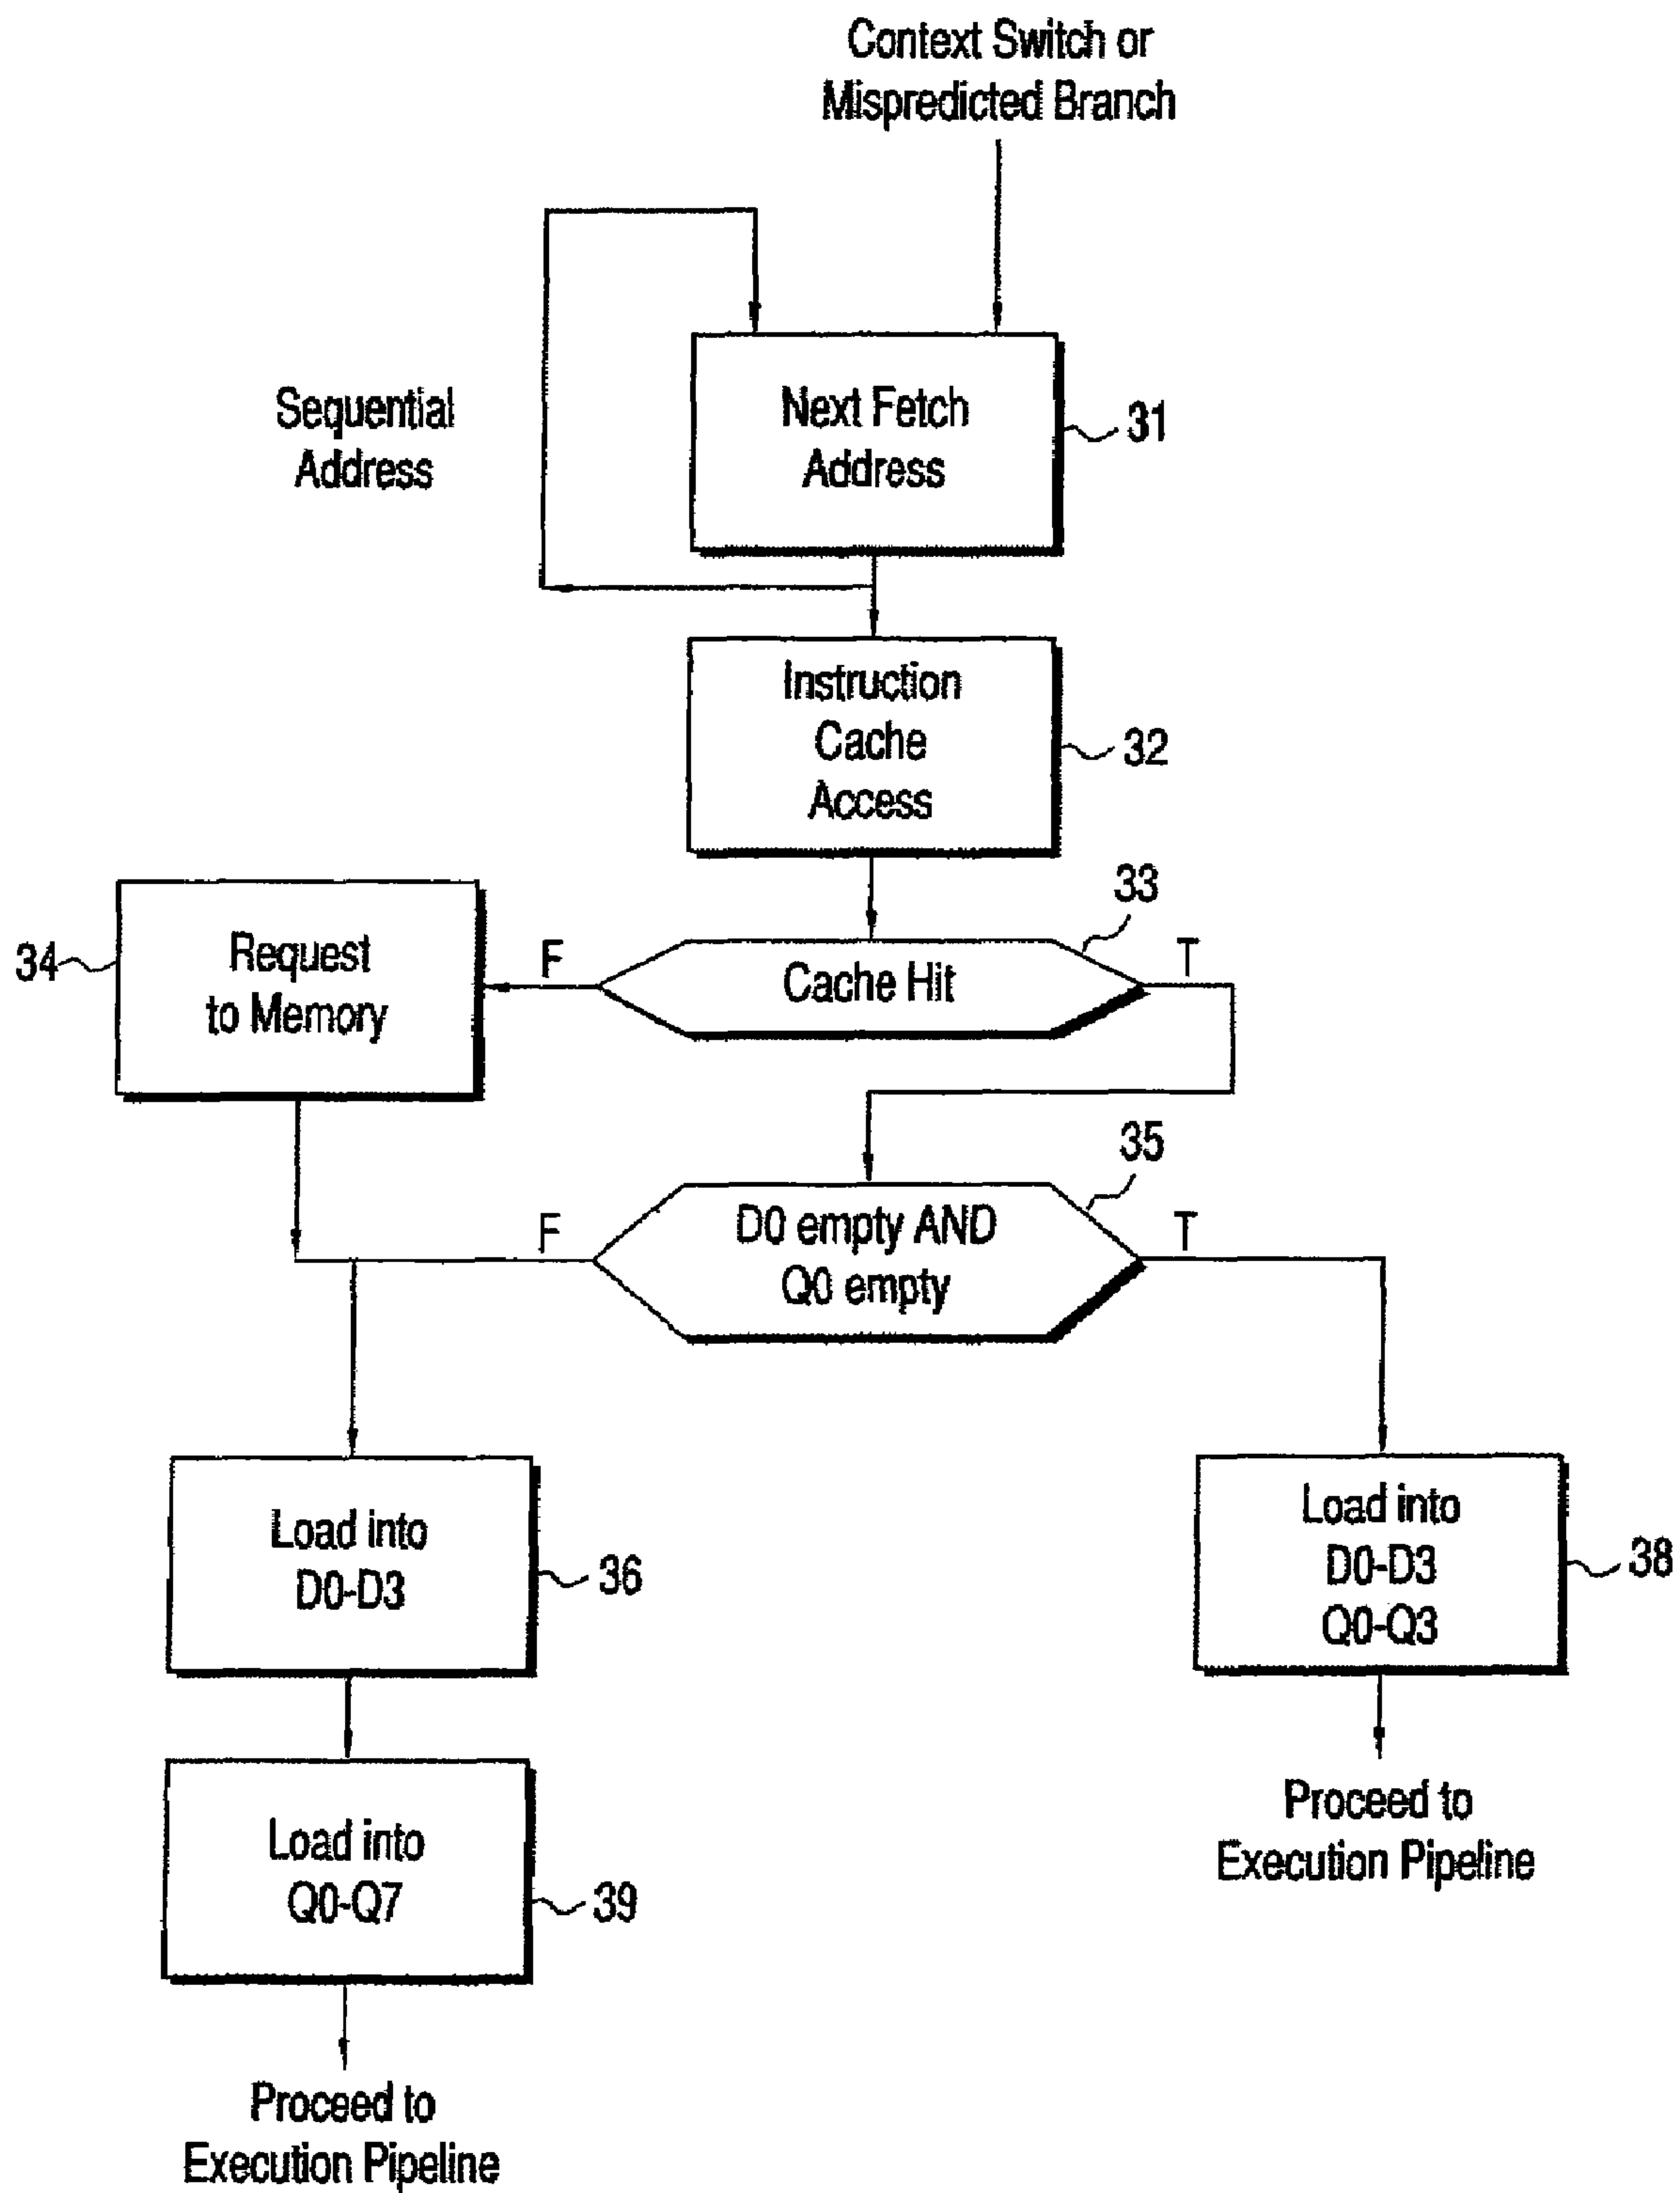 Context Switch or
Mispredicted Branch
Sequential
Address
Next Fetch
Address
31
Instruction
Cache
Access
32
33
34
Request
to Memory
F
Cache Hit
T
35
F
D0 empty AND
Q0 empty
T
Load into
D0-D3
36
Load into
D0-D3
Q0-Q3
38
Load into
Q0-Q7
39
Proceed to
Execution Pipeline
Proceed to
Execution Pipeline